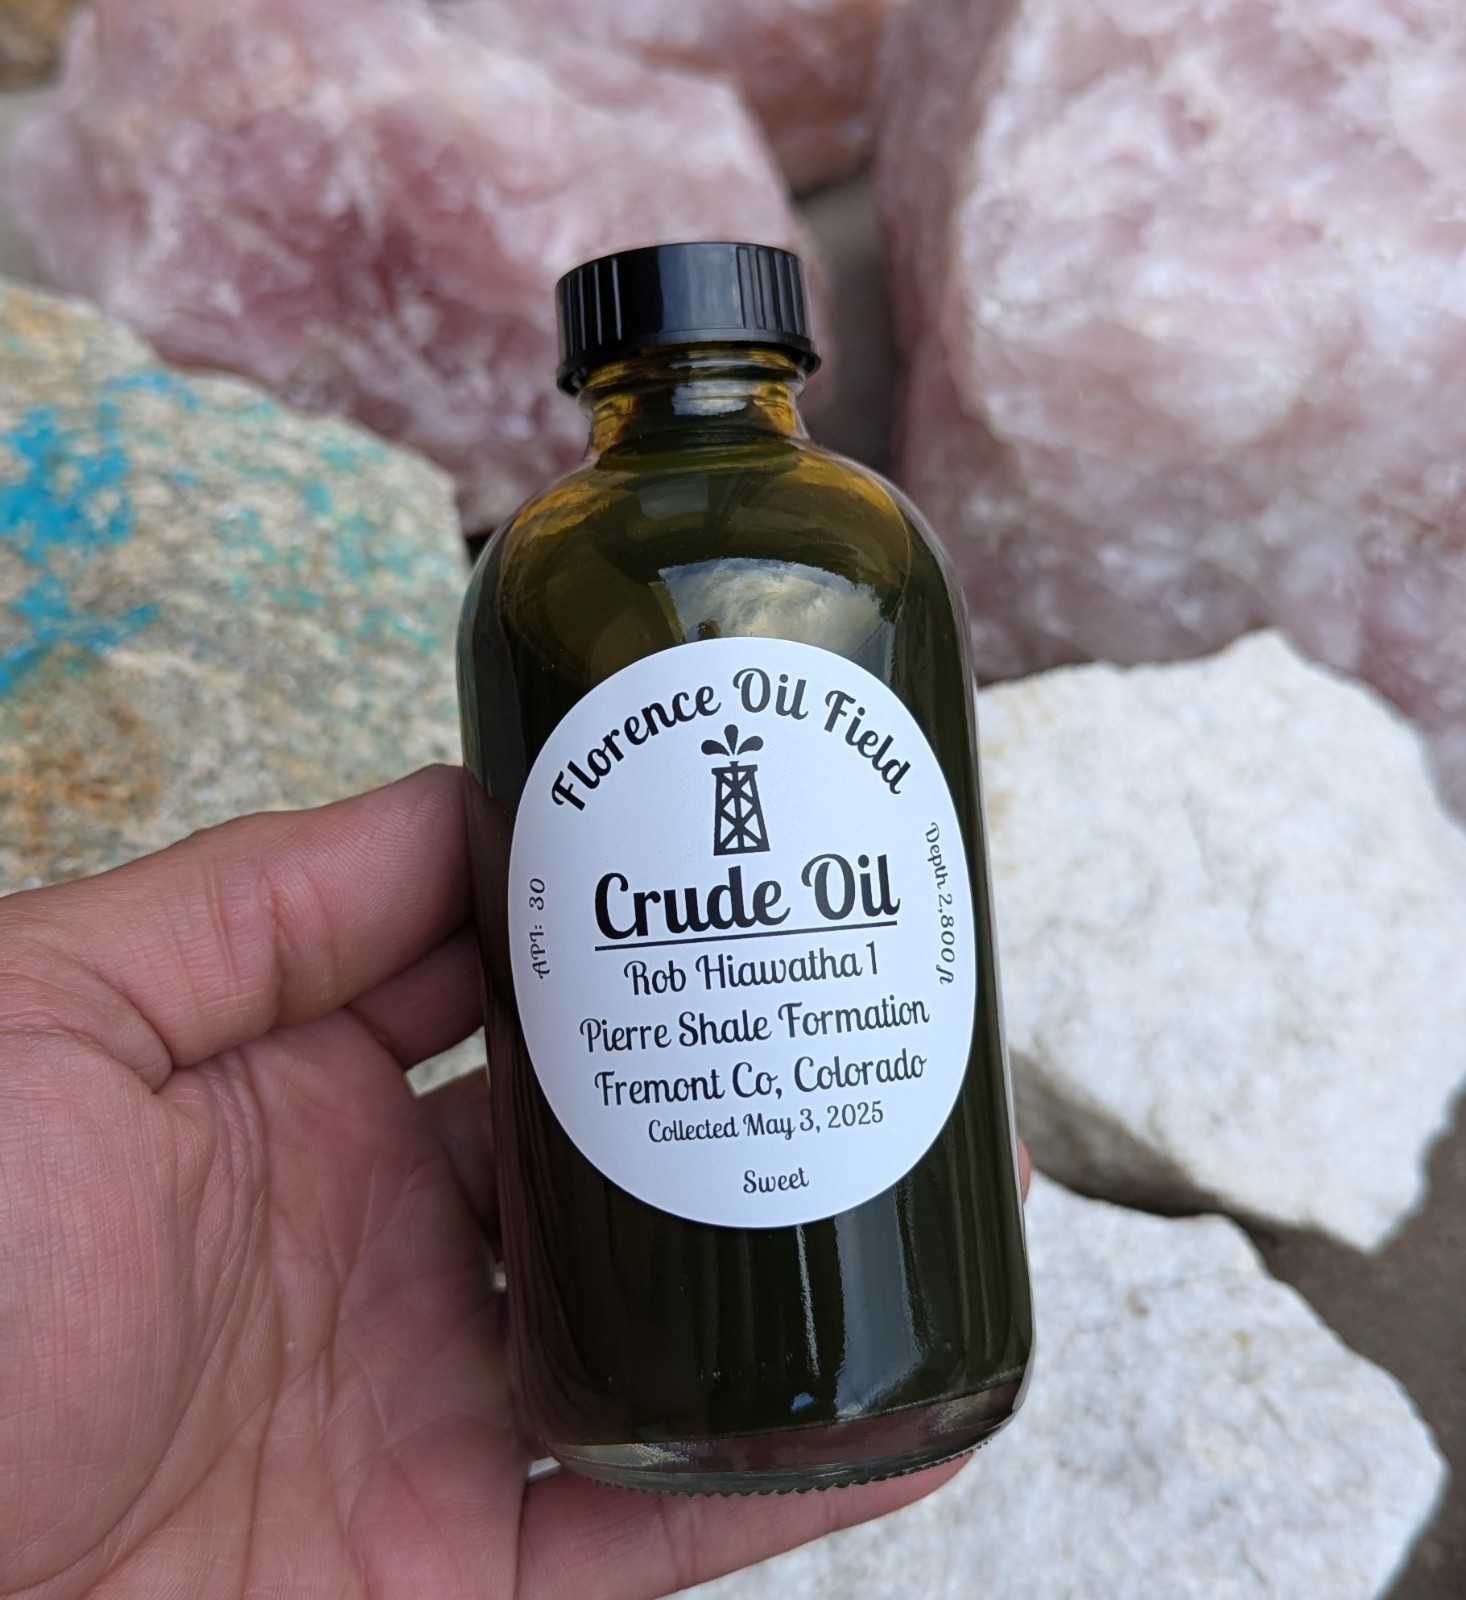 Florence Oil Field
Crude Oil
Rob Hiawatha 1
Pierre Shale Formation
Fremont Co, Colorado
Collected May 3, 2025
Sweet
API: 30
Depth 2,800 ft